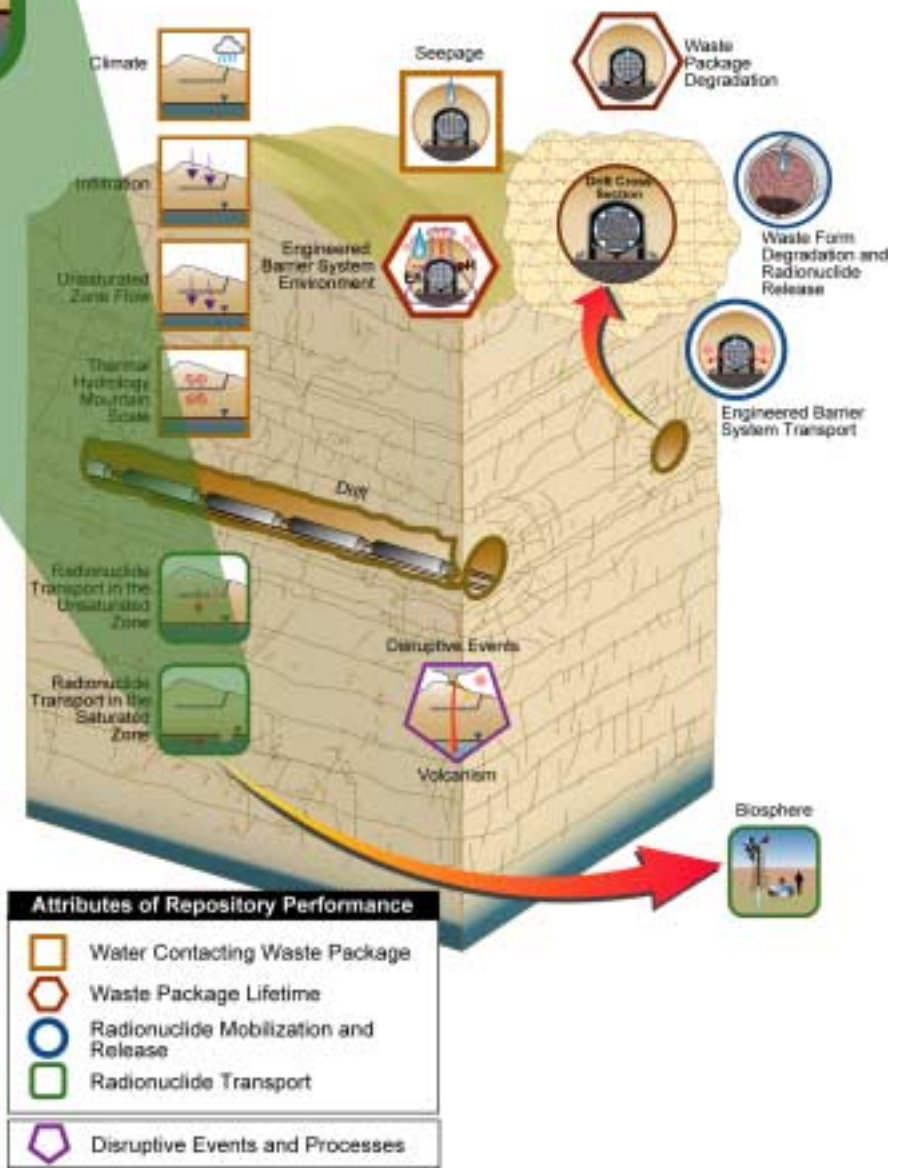 Climate
Seepage
Waste
Package
Degradation
Infiltration
Drift Cross-
Section
Engineered
Barrier System
Environment
Eh
pH
Waste Form
Degradation and
Radionuclide
Release
Unsaturated
Zone Flow
Thermal
Hydrology
Mountain
Scale
Engineered Barrier
System Transport
Drift
Radionuclide
Transport in the
Unsaturated
Zone
Disruptive Events
Radionuclide
Transport in the
Saturated
Zone
Volcanism
Biosphere
Attributes of Repository Performance
Water Contacting Waste Package
Waste Package Lifetime
Radionuclide Mobilization and
Release
Radionuclide Transport
Disruptive Events and Processes